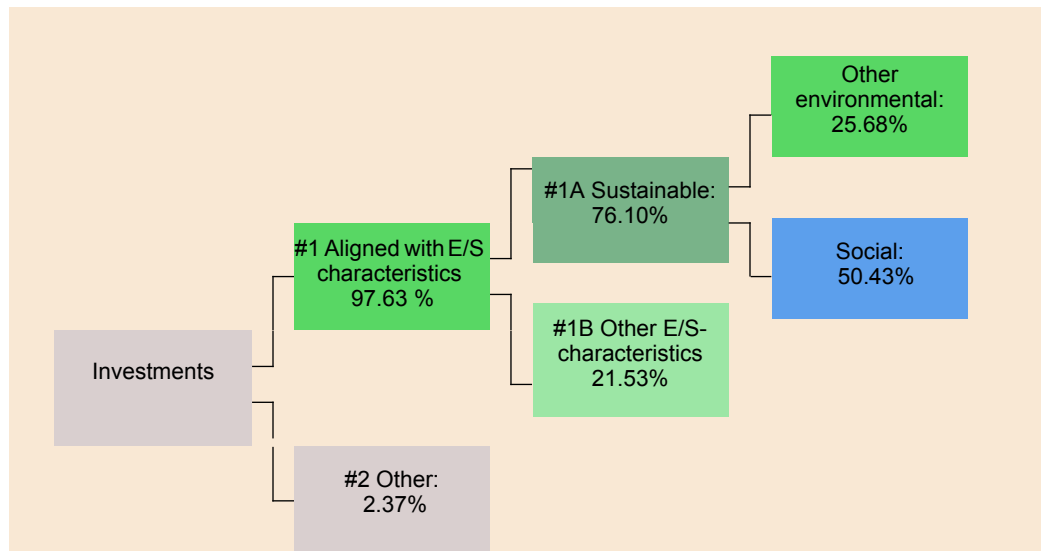 Investments
#1 Aligned with E/S
characteristics
97.63 %
#2 Other:
2.37%
#1A Sustainable:
76.10%
#1B Other E/S-
characteristics
21.53%
Other
environmental:
25.68%
Social:
50.43%